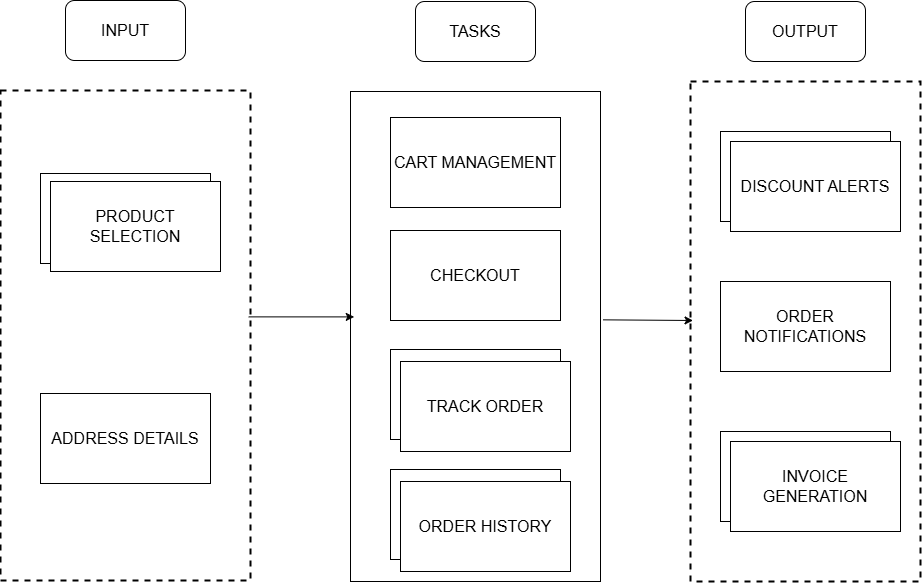 INPUT
TASKS
OUTPUT
PRODUCT
SELECTION
ADDRESS DETAILS
CART MANAGEMENT
CHECKOUT
TRACK ORDER
ORDER HISTORY
DISCOUNT ALERTS
ORDER
NOTIFICATIONS
INVOICE
GENERATION